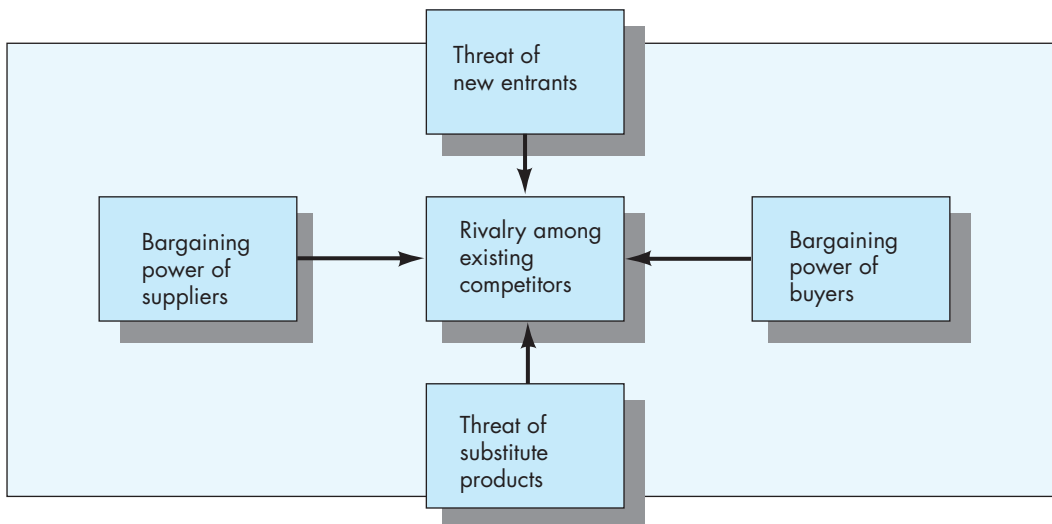 Threat of
new entrants
Bargaining
power of
suppliers
Rivalry among
existing
competitors
Bargaining
power of
buyers
Threat of
substitute
products